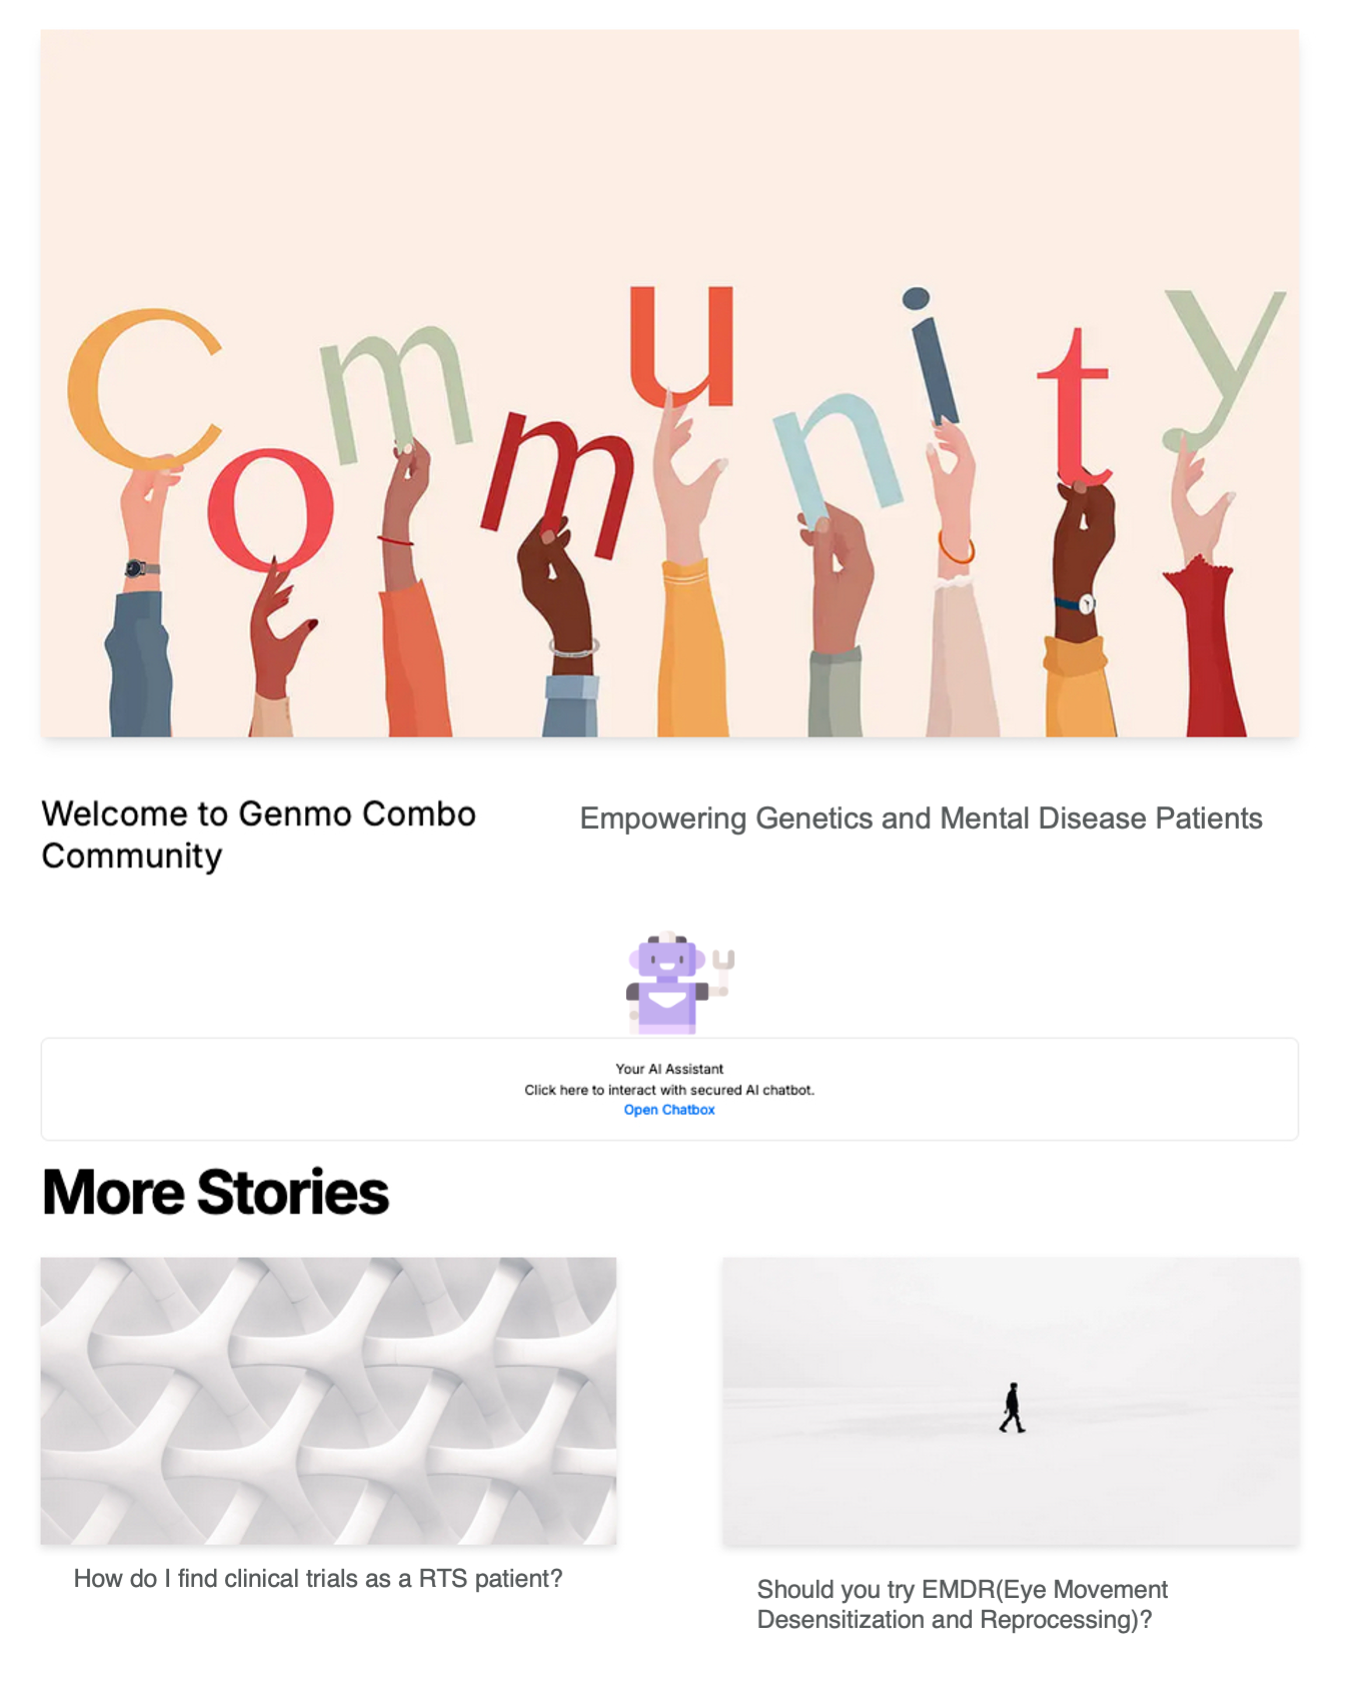 Community
Welcome to Genmo Combo
Community
Empowering Genetics and Mental Disease Patients
Your AI Assistant
Click here to interact with secured AI chatbot.
Open Chatbox
More Stories
How do I find clinical trials as a RTS patient?
Should you try EMDR(Eye Movement
Desensitization and Reprocessing)?